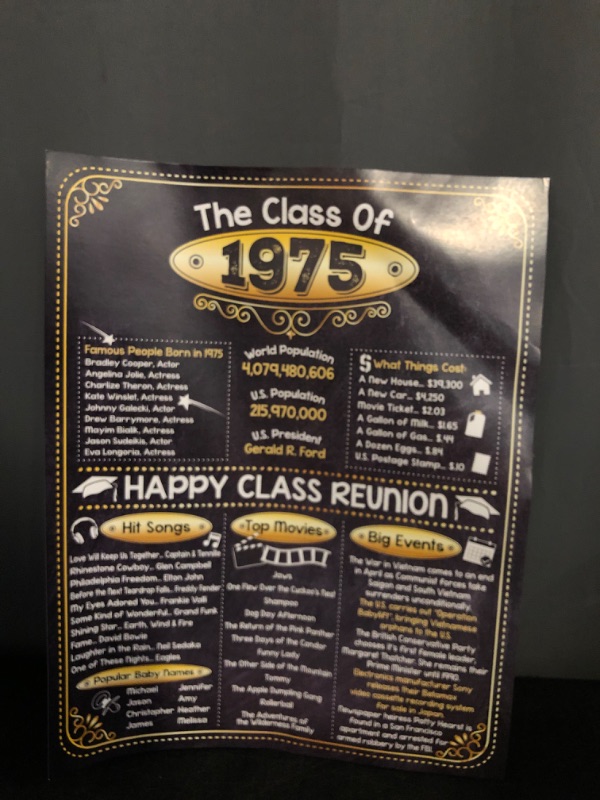 The Class Of
1975
Famous People Born in 1975
Bradley Cooper, Actor
Angelina Jolie, Actress
Charlize Theron, Actress
Kate Winslet, Actress
Johnny Galecki, Actor
Drew Barrymore, Actress
Mayim Bialik, Actress
Jason Sudeikis, Actor
Eva Longoria, Actress
World Population
4,079,480,606
U.S. Population
215,970,000
U.S. President
Gerald R. Ford
$ What Things Cost
A New House... $39,300
A New Car... $4,250
Movie Ticket... $2.03
A Gallon of Milk... $1.65
A Gallon of Gas... $.44
A Dozen Eggs... $.84
U.S. Postage Stamp... $.10
HAPPY CLASS REUNION
Hit Songs
Love Will Keep Us Together... Captain & Tennille
Rhinestone Cowboy... Glen Campbell
Philadelphia Freedom... Elton John
Before the Next Teardrop Falls... Freddy Fender
My Eyes Adored You... Frankie Valli
Some Kind of Wonderful... Grand Funk
Shining Star... Earth, Wind & Fire
Fame... David Bowie
Laughter in the Rain... Neil Sedaka
One of These Nights... Eagles
Popular Baby Names
Michael Jennifer
Jason Amy
Christopher Heather
James Melissa
Top Movies
Jaws
One Flew Over the Cuckoo's Nest
Shampoo
Dog Day Afternoon
The Return of the Pink Panther
Three Days of the Condor
Funny Lady
The Other Side of the Mountain
Tommy
The Apple Dumpling Gang
Rollerball
The Adventures of
the Wilderness Family
Big Events
The War in Vietnam comes to an end
in April as Communist forces take
Saigon and South Vietnam
surrenders unconditionally.
The U.S. carries out "Operation
Babylift", bringing Vietnamese
orphans to the U.S.
The British Conservative Party
chooses it's first female leader,
Margaret Thatcher. She remains their
Prime Minister until 1990.
Electronics manufacturer Sony
releases their Betamax
video cassette recording system
for sale in Japan.
Newspaper heiress Patty Hearst is
found in a San Francisco
apartment and arrested for
armed robbery by the FBI.